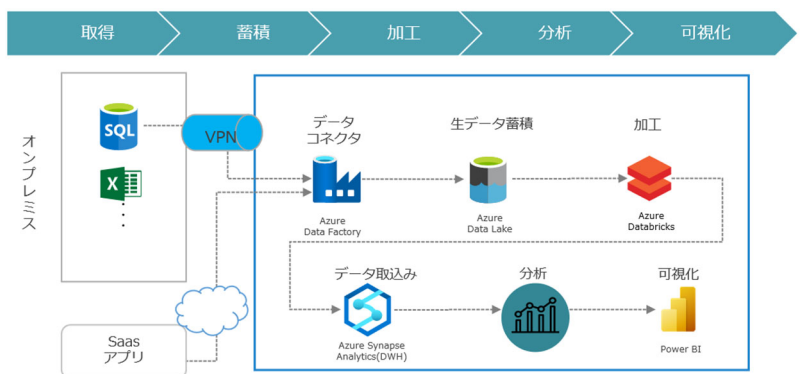 取得
蓄積
加工
分析
可視化
オンプレミス
SQL
X
VPN
データ
コネクタ
生データ蓄積
加工
Azure
Data Factory
Azure
Data Lake
Azure
Databricks
データ取込み
分析
可視化
Azure Synapse
Analytics(DWH)
Power BI
Saas
アプリ